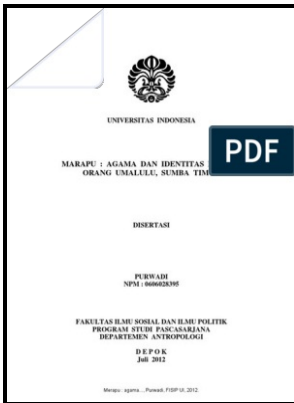 UNIVERSITAS INDONESIA
MARAPU : AGAMA DAN IDENTITAS
ORANG UMALULU, SUMBA TIM
PDF
DISERTASI
PURWADI
NPM : 0606028395
FAKULTAS ILMU SOSIAL DAN ILMU POLITIK
PROGRAM STUDI PASCASARJANA
DEPARTEMEN ANTROPOLOGI
D E P O K
Juli 2012
Marapu : agama..., Purwadi, FISIP UI, 2012.